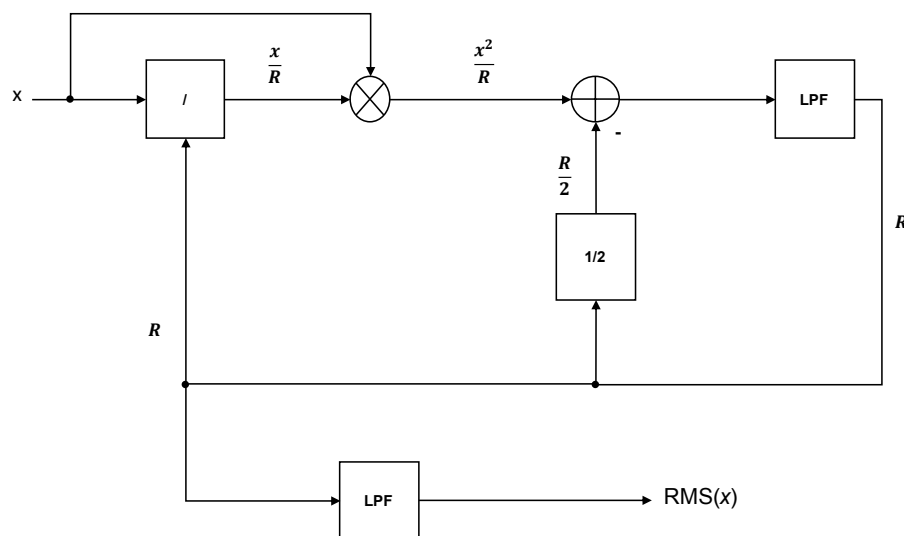 x
/
x/R
x²/R
LPF
-
R/2
R
1/2
R
LPF
RMS(x)